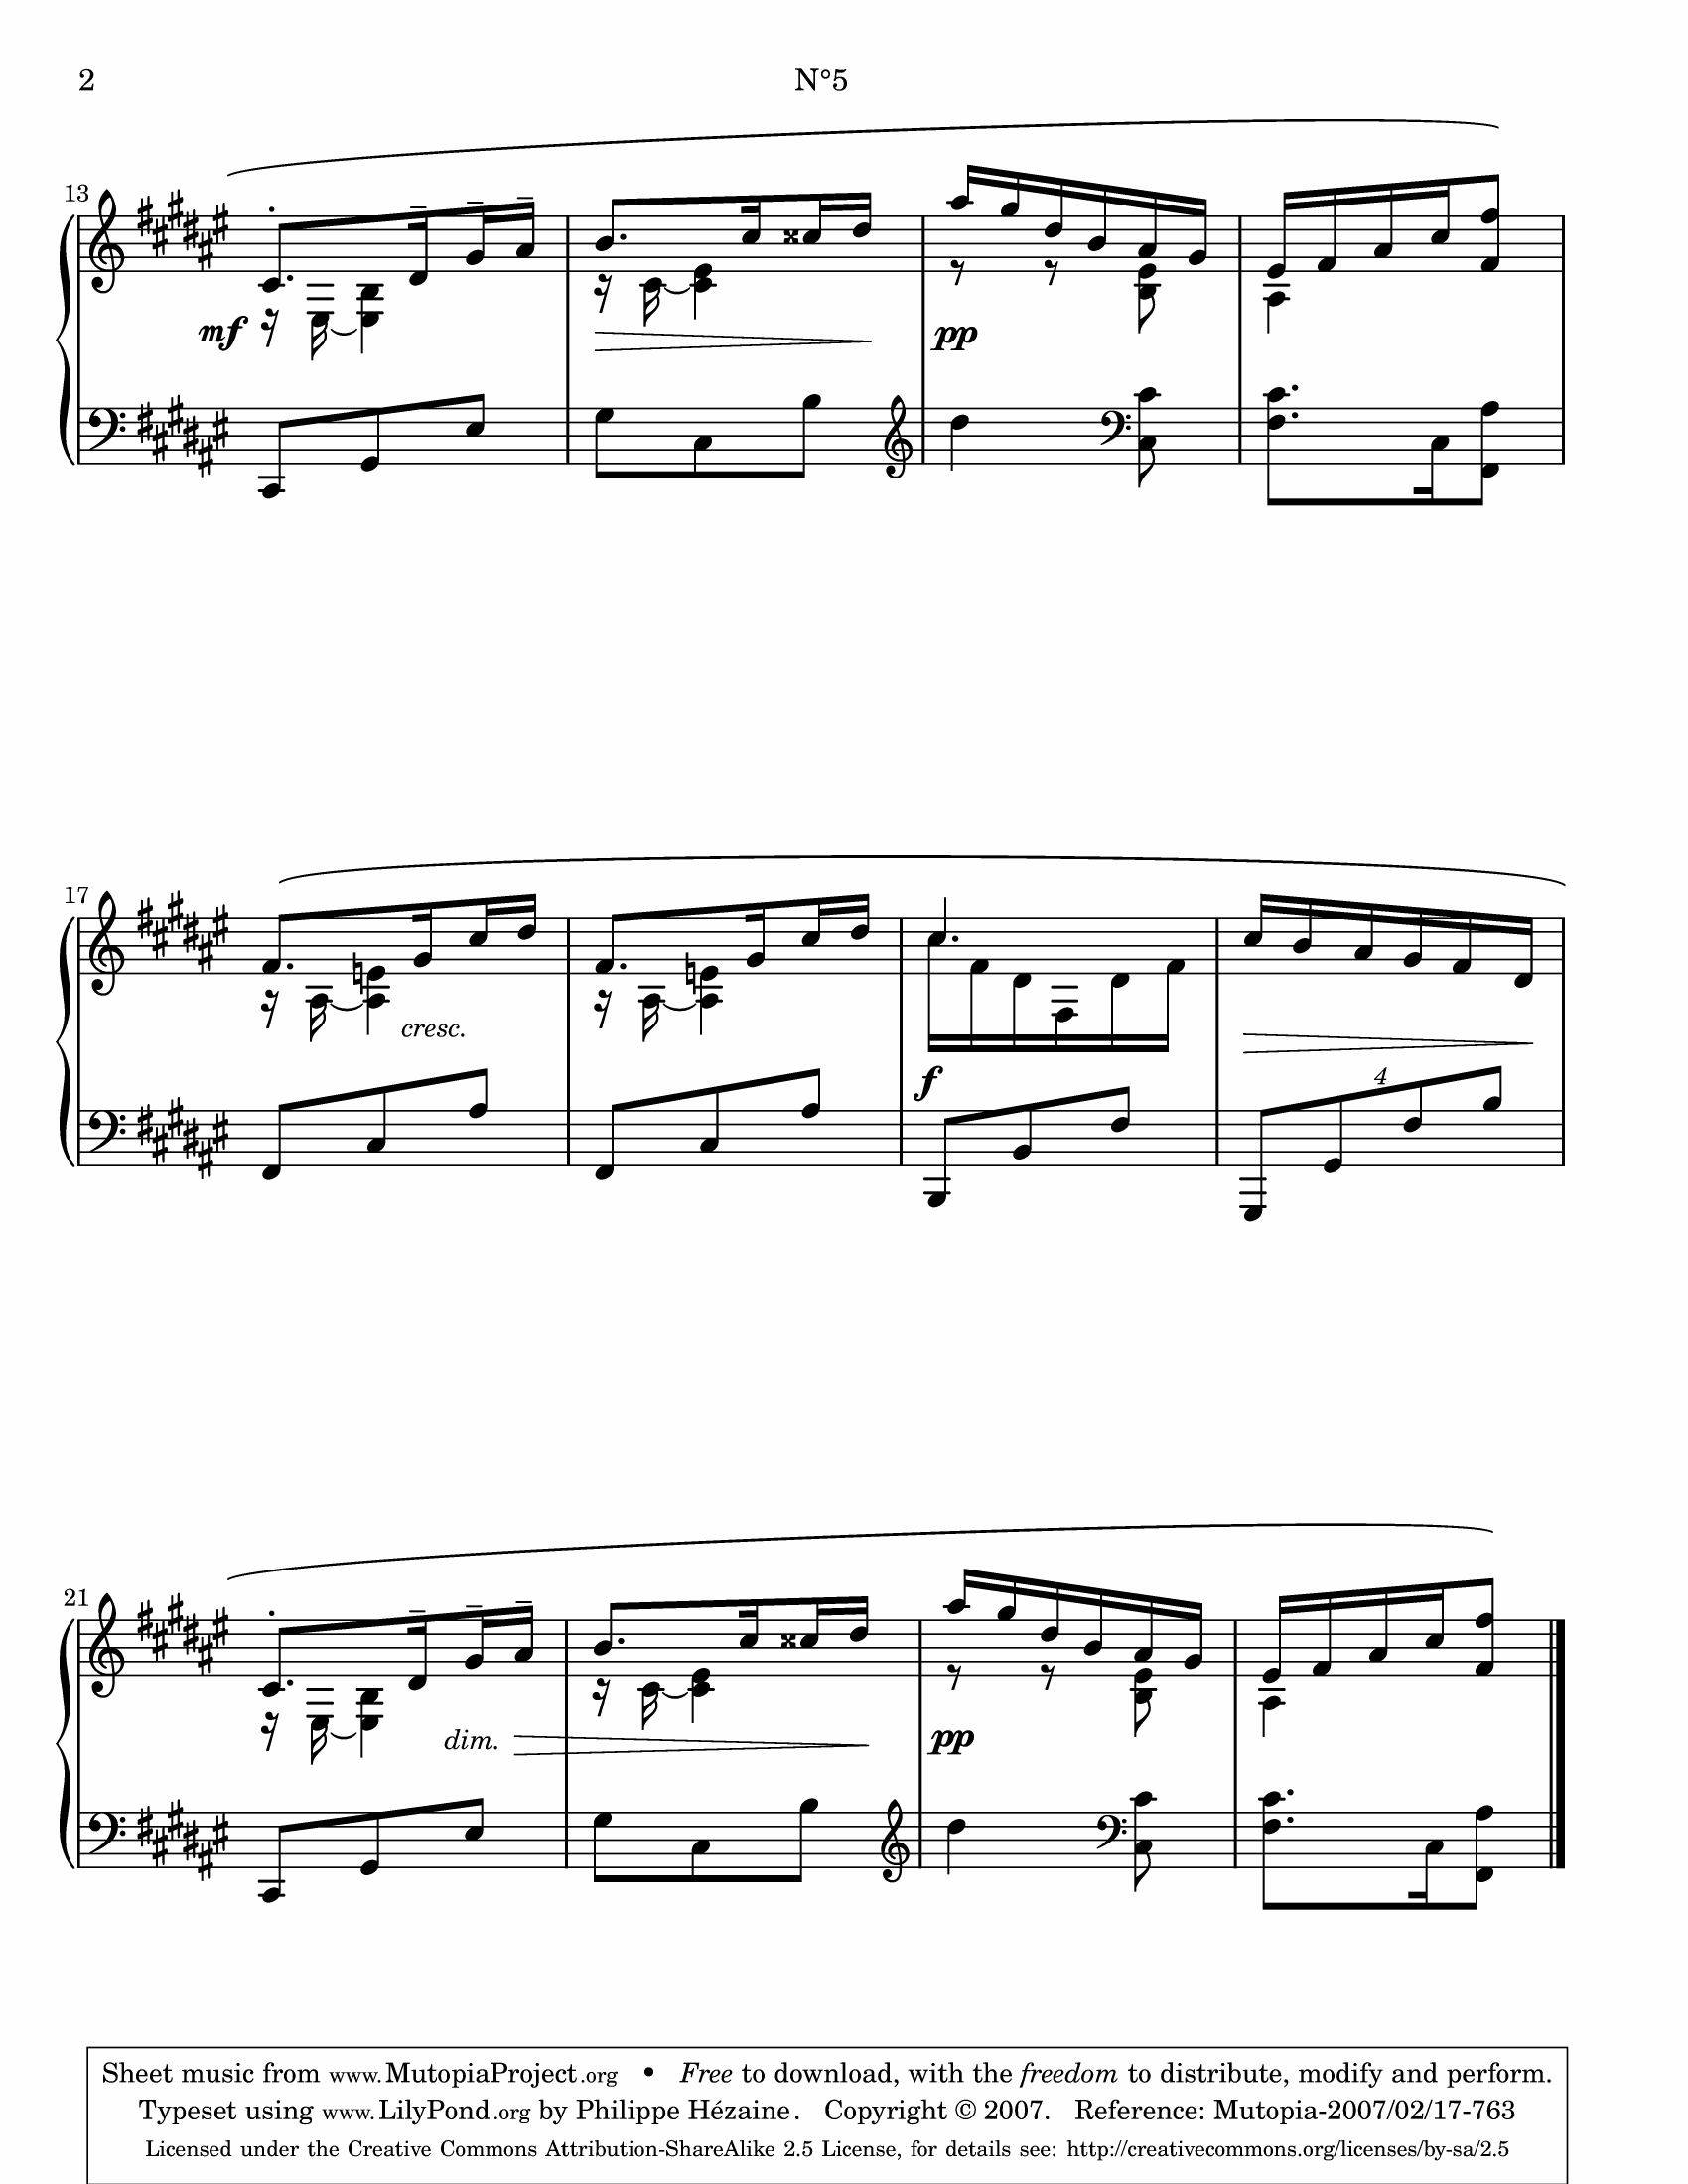 2 N°5
13
mf pp
17
cresc.
f 4
21
dim. pp
Sheet music from www.MutopiaProject.org • Free to download, with the freedom to distribute, modify and perform.
Typeset using www.LilyPond.org by Philippe Hézaine. Copyright © 2007. Reference: Mutopia-2007/02/17-763
Licensed under the Creative Commons Attribution-ShareAlike 2.5 License, for details see: http://creativecommons.org/licenses/by-sa/2.5